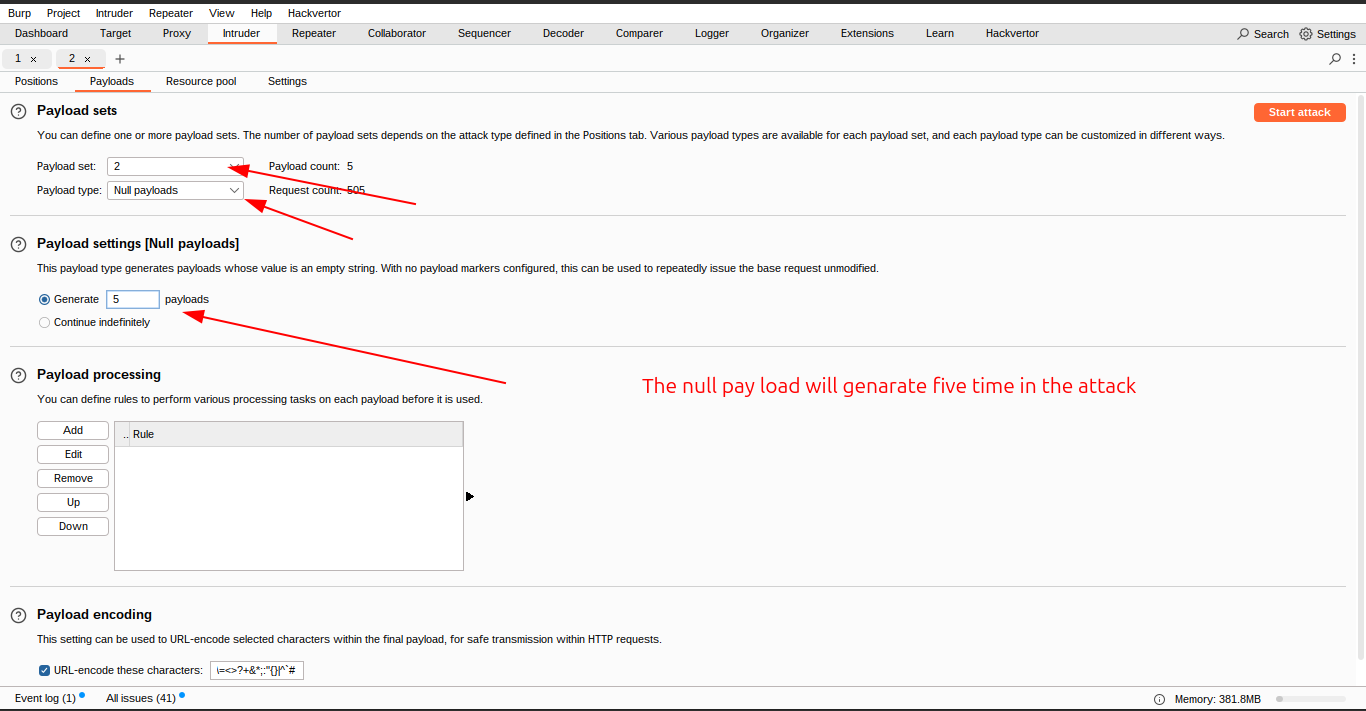 Burp Project Intruder Repeater View Help Hackvertor
Dashboard Target Proxy Intruder Repeater Collaborator Sequencer Decoder Comparer Logger Organizer Extensions Learn Hackvertor Search Settings
1 × 2 × +
Positions Payloads Resource pool Settings
? Payload sets Start attack
You can define one or more payload sets. The number of payload sets depends on the attack type defined in the Positions tab. Various payload types are available for each payload set, and each payload type can be customized in different ways.
Payload set: 2 Payload count: 5
Payload type: Null payloads Request count: 505
? Payload settings [Null payloads]
This payload type generates payloads whose value is an empty string. With no payload markers configured, this can be used to repeatedly issue the base request unmodified.
Generate 5 payloads
Continue indefinitely
? Payload processing
The null pay load will genarate five time in the attack
You can define rules to perform various processing tasks on each payload before it is used.
Add .. Rule
Edit
Remove
Up
Down
? Payload encoding
This setting can be used to URL-encode selected characters within the final payload, for safe transmission within HTTP requests.
URL-encode these characters: \=<>?+&*;:"{}|^`#
Event log (1) All issues (41) Memory: 381.8MB